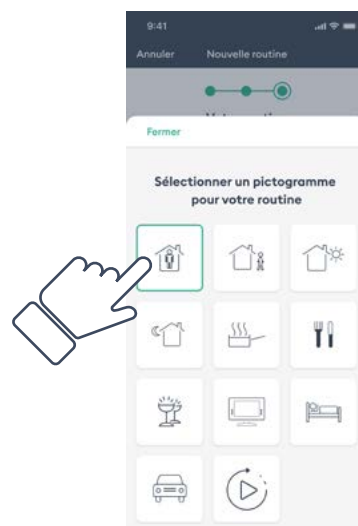 9:41
Annuler Nouvelle routine
Fermer
Sélectionner un pictogramme
pour votre routine